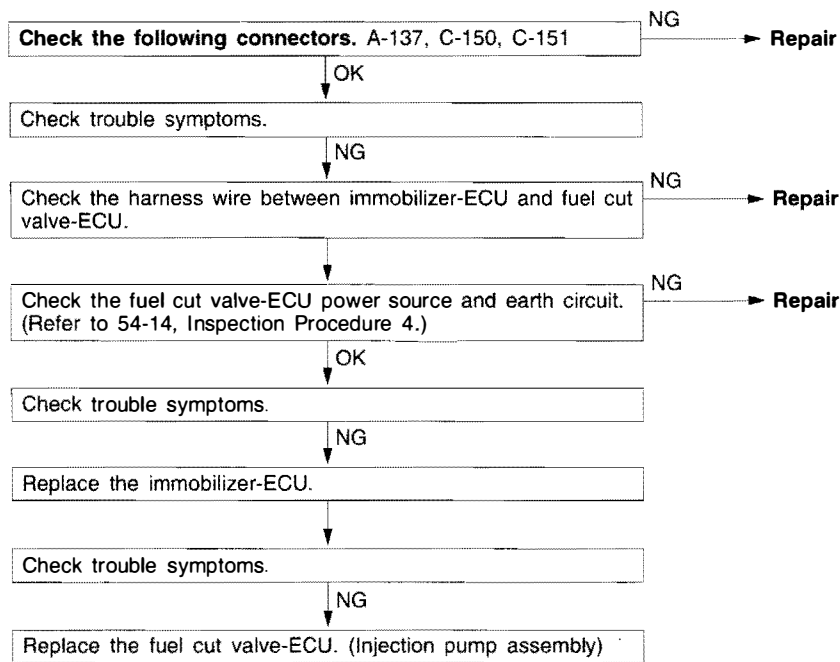 Check the following connectors. A-137, C-150, C-151
NG
Repair
OK
Check trouble symptoms.
NG
Check the harness wire between immobilizer-ECU and fuel cut
valve-ECU.
NG
Repair
Check the fuel cut valve-ECU power source and earth circuit.
(Refer to 54-14, Inspection Procedure 4.)
NG
Repair
OK
Check trouble symptoms.
NG
Replace the immobilizer-ECU.
Check trouble symptoms.
NG
Replace the fuel cut valve-ECU. (Injection pump assembly)